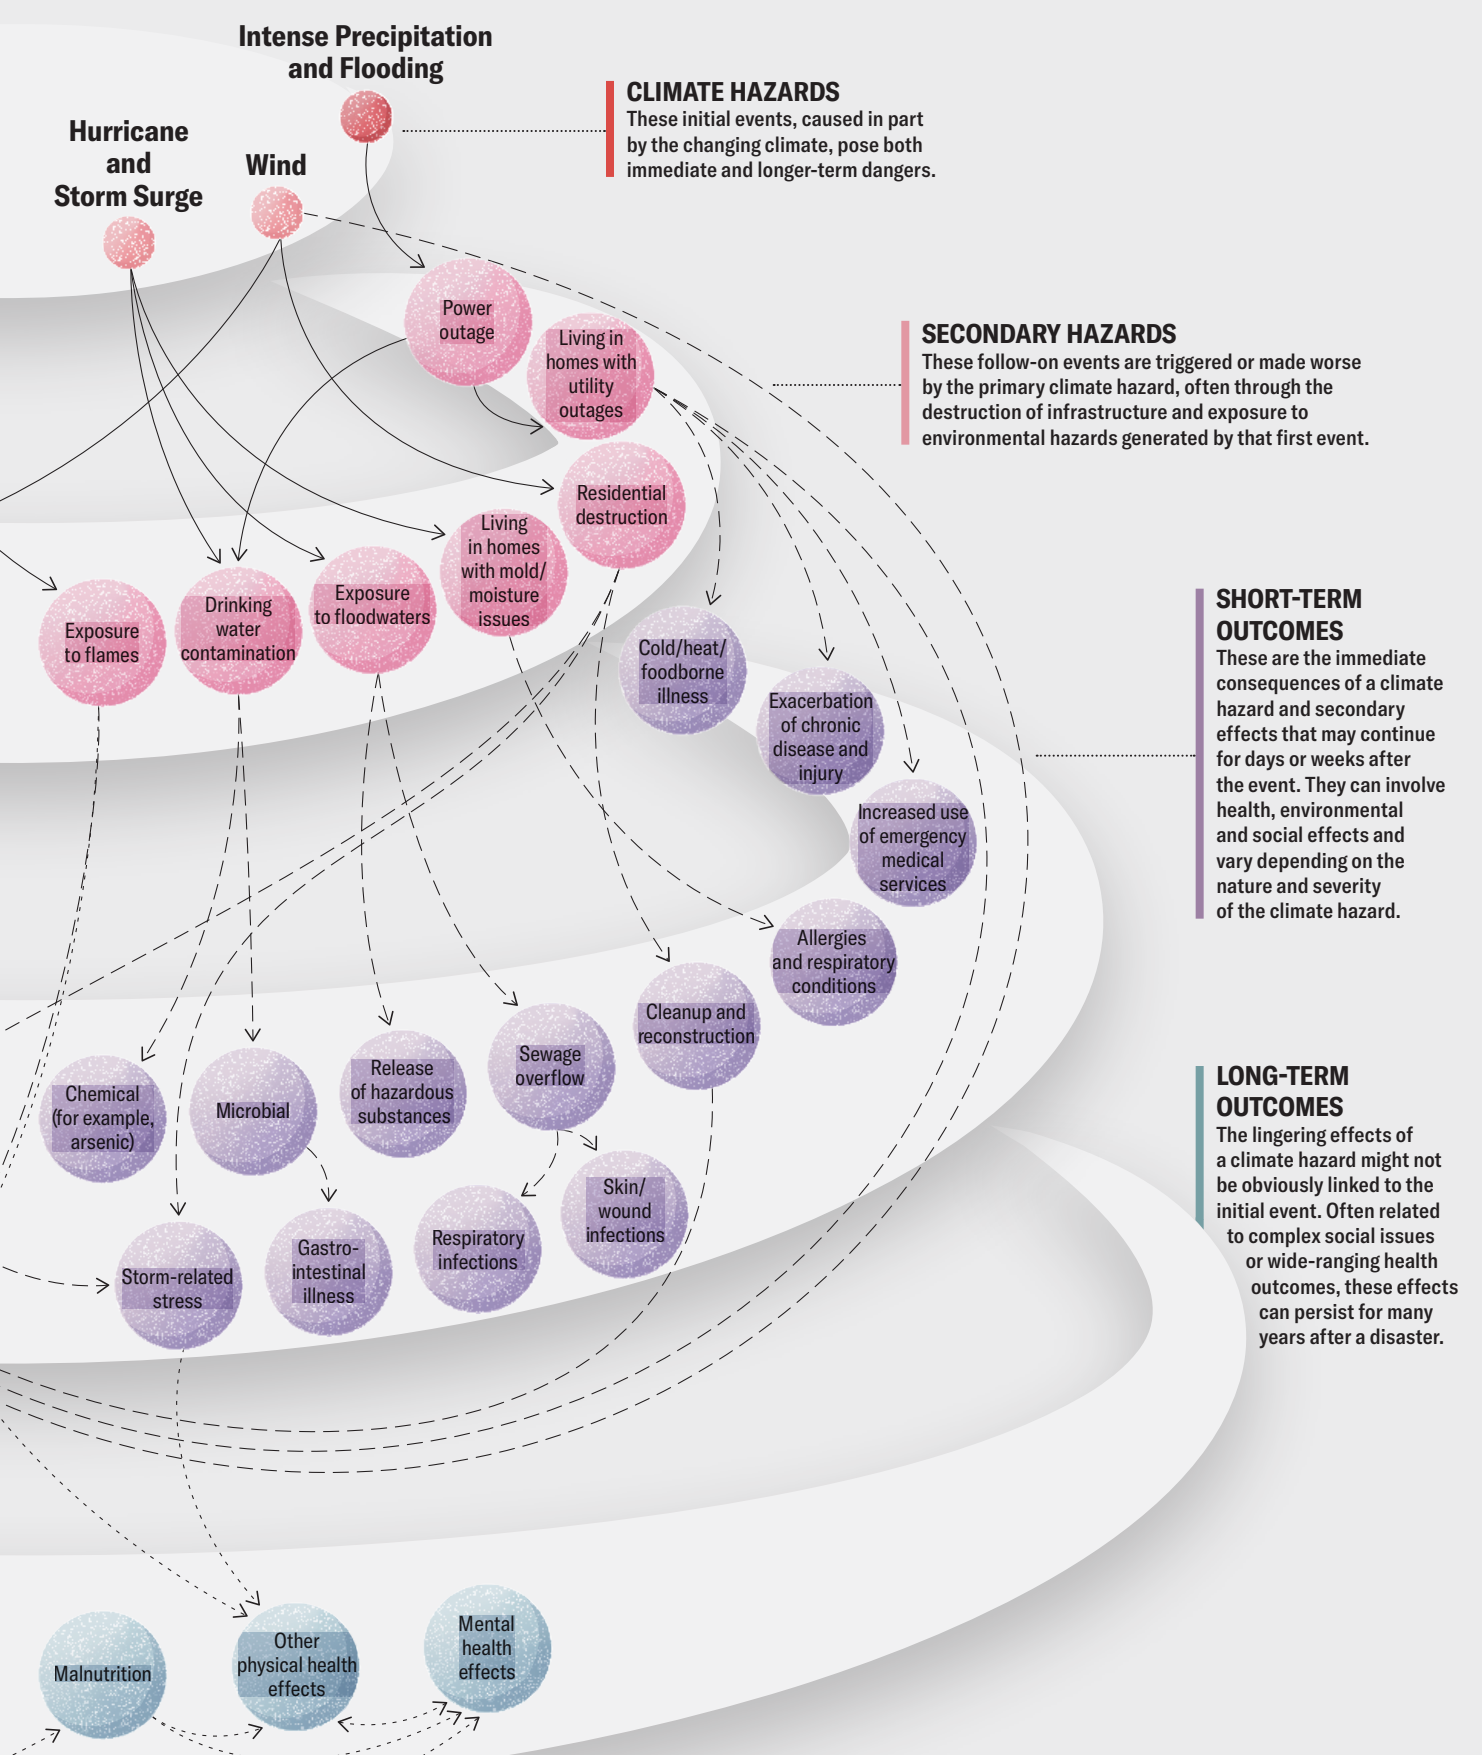 Intense Precipitation
and Flooding
Hurricane
and
Storm Surge
Wind
CLIMATE HAZARDS
These initial events, caused in part
by the changing climate, pose both
immediate and longer-term dangers.
Power
outage
Living in
homes with
utility
outages
SECONDARY HAZARDS
These follow-on events are triggered or made worse
by the primary climate hazard, often through the
destruction of infrastructure and exposure to
environmental hazards generated by that first event.
Residential
destruction
Living
in homes
with mold/
moisture
issues
Exposure
to floodwaters
Drinking
water
contamination
Exposure
to flames
Cold/heat/
foodborne
illness
Exacerbation
of chronic
disease and
injury
Increased use
of emergency
medical
services
SHORT-TERM
OUTCOMES
These are the immediate
consequences of a climate
hazard and secondary
effects that may continue
for days or weeks after
the event. They can involve
health, environmental
and social effects and
vary depending on the
nature and severity
of the climate hazard.
Allergies
and respiratory
conditions
Cleanup and
reconstruction
Sewage
overflow
Release
of hazardous
substances
Microbial
Chemical
(for example,
arsenic)
Skin/
wound
infections
Respiratory
infections
Gastro-
intestinal
illness
Storm-related
stress
LONG-TERM
OUTCOMES
The lingering effects of
a climate hazard might not
be obviously linked to the
initial event. Often related
to complex social issues
or wide-ranging health
outcomes, these effects
can persist for many
years after a disaster.
Malnutrition
Other
physical health
effects
Mental
health
effects